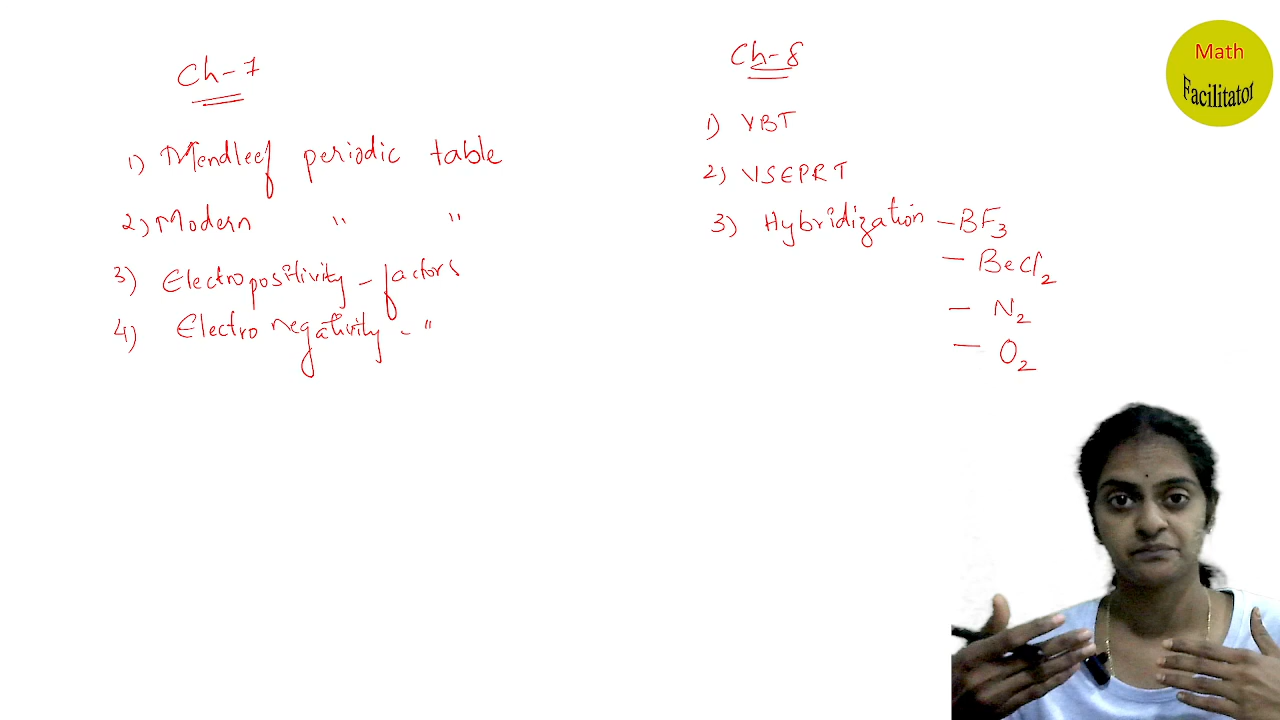 Ch-7
1) Mendleef periodic table
2) Modern " "
3) Electropositivity - factors
4) Electronegativity - "
Ch-8
1) VBT
2) VSEPRT
3) Hybridization - BF3
- BeCl2
- N2
- O2
Math
Facilitator